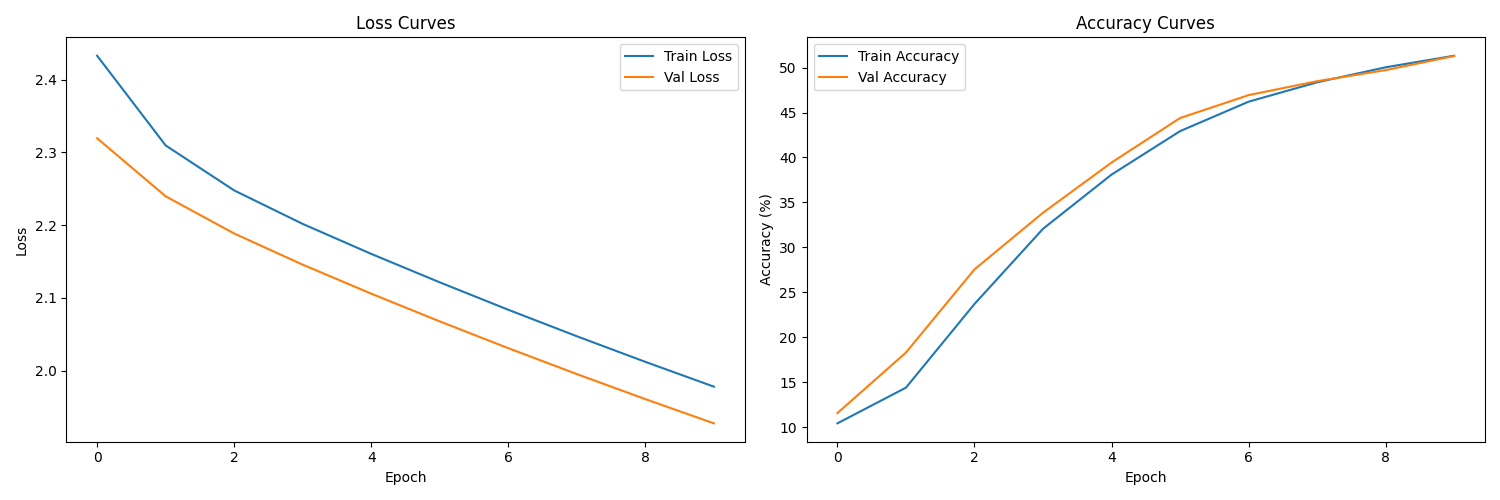 Loss Curves
Train Loss
Val Loss
2.4
2.3
2.2
2.1
2.0
Loss
0 2 4 6 8
Epoch
Accuracy Curves
Train Accuracy
Val Accuracy
50
45
40
35
30
25
20
15
10
Accuracy (%)
0 2 4 6 8
Epoch